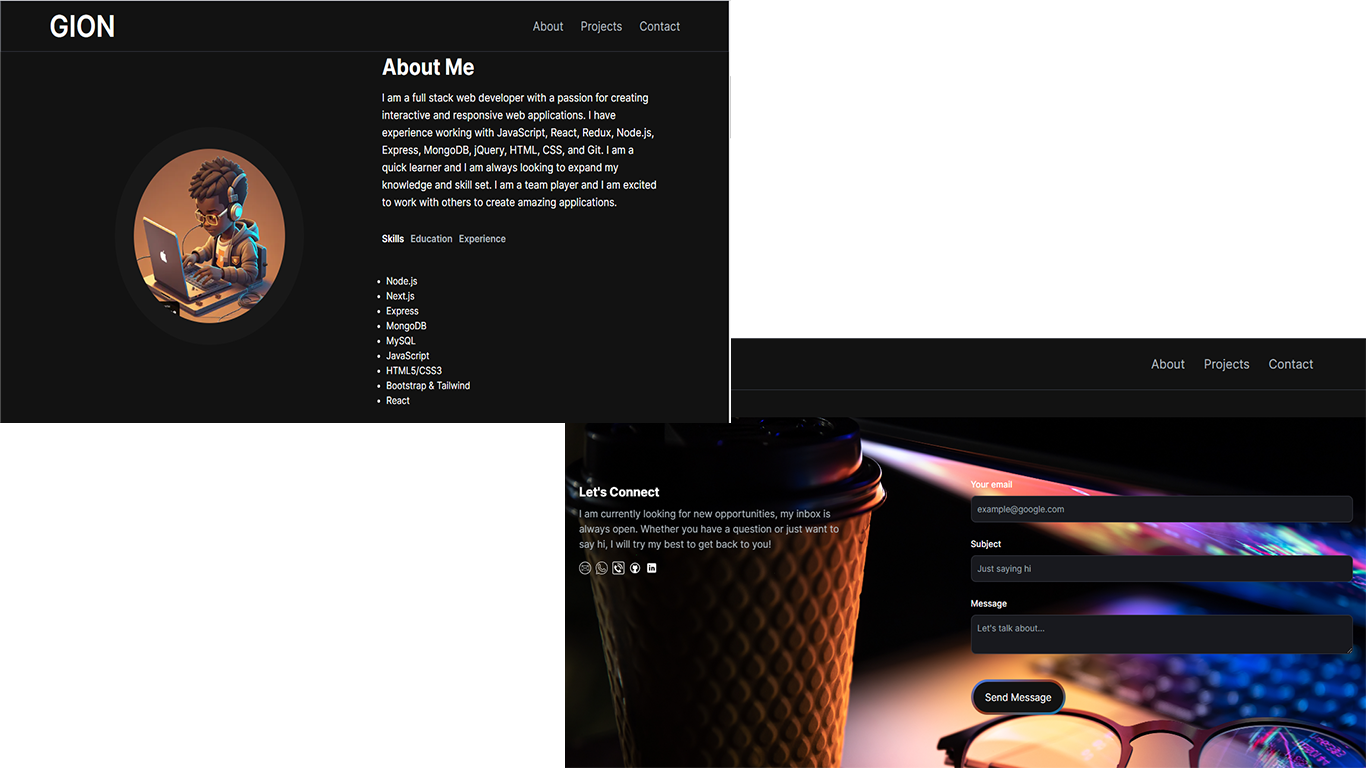 GION
About Projects Contact
About Me
I am a full stack web developer with a passion for creating
interactive and responsive web applications. I have
experience working with JavaScript, React, Redux, Node.js,
Express, MongoDB, jQuery, HTML, CSS, and Git. I am a
quick learner and I am always looking to expand my
knowledge and skill set. I am a team player and I am excited
to work with others to create amazing applications.
Skills Education Experience
• Node.js
• Next.js
• Express
• MongoDB
• MySQL
• JavaScript
• HTML5/CSS3
• Bootstrap & Tailwind
• React
About Projects Contact
Let's Connect
I am currently looking for new opportunities, my inbox is
always open. Whether you have a question or just want to
say hi, I will try my best to get back to you!
in
Your email
example@google.com
Subject
Just saying hi
Message
Let's talk about...
Send Message